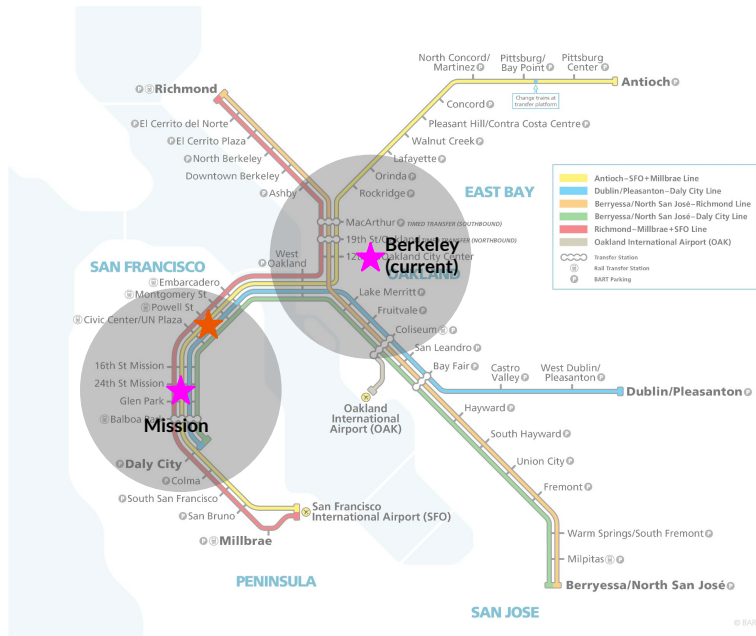 North Concord/
Martinez
Pittsburg/
Bay Point
Pittsburg
Center
Antioch
Change trains at
transfer platform
Richmond
Concord
El Cerrito del Norte
Pleasant Hill/Contra Costa Centre
El Cerrito Plaza
Walnut Creek
North Berkeley
Lafayette
Downtown Berkeley
Orinda
Ashby
Rockridge
EAST BAY
Antioch–SFO+Millbrae Line
Dublin/Pleasanton–Daly City Line
Berryessa/North San José–Richmond Line
Berryessa/North San José–Daly City Line
Richmond–Millbrae+SFO Line
Oakland International Airport (OAK)
Transfer Station
Rail Transfer Station
BART Parking
MacArthur
TIMED TRANSFER (SOUTHBOUND)
19th St/Oakland
TRANSFER (NORTHBOUND)
Berkeley
(current)
12th St/Oakland City Center
West
Oakland
OAKLAND
SAN FRANCISCO
Embarcadero
Montgomery St
Powell St
Civic Center/UN Plaza
Lake Merritt
Fruitvale
Coliseum
San Leandro
Bay Fair
16th St Mission
24th St Mission
Glen Park
Balboa Park
Mission
Castro
Valley
West Dublin/
Pleasanton
Dublin/Pleasanton
Oakland
International
Airport (OAK)
Hayward
South Hayward
Daly City
Union City
Colma
Fremont
South San Francisco
San Francisco
International Airport (SFO)
San Bruno
Millbrae
Warm Springs/South Fremont
Milpitas
PENINSULA
Berryessa/North San José
SAN JOSE
© BAR